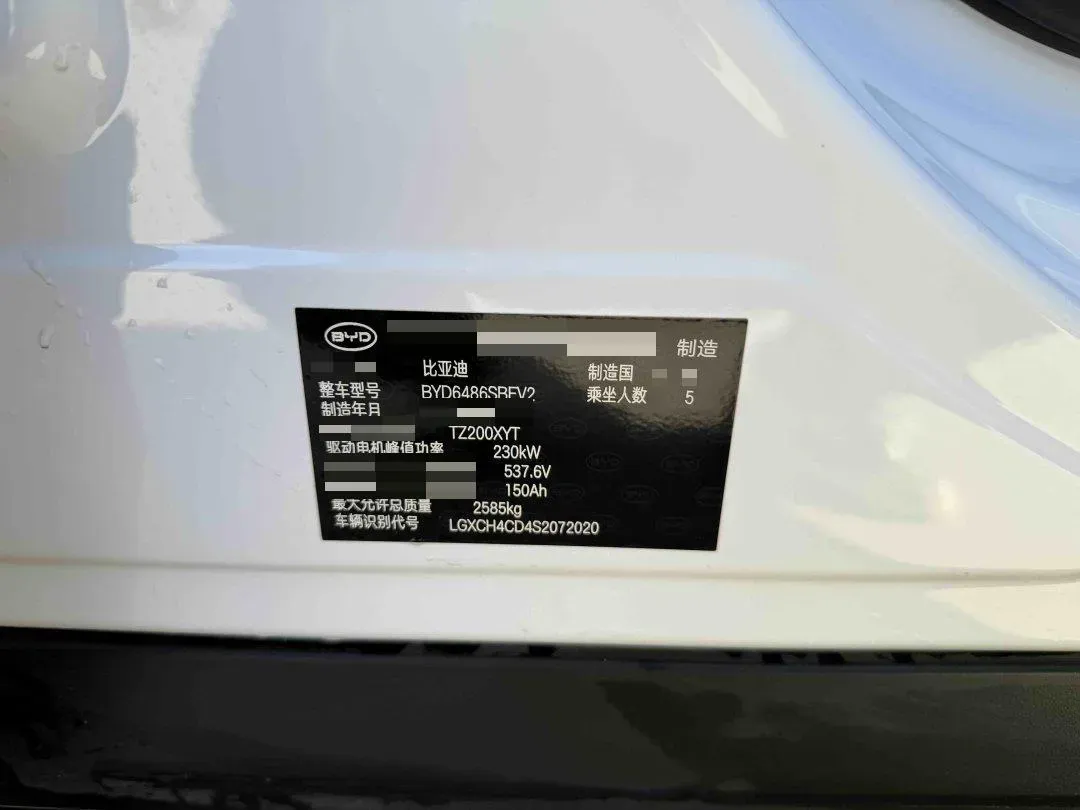 BYD 制造
比亚迪 制造国
整车型号 BYD6486SBEV2 乘坐人数 5
制造年月
TZ200XYT
驱动电机峰值功率 230kW
537.6V
150Ah
最大允许总质量 2585kg
车辆识别代号 LGXCH4CD4S2072020